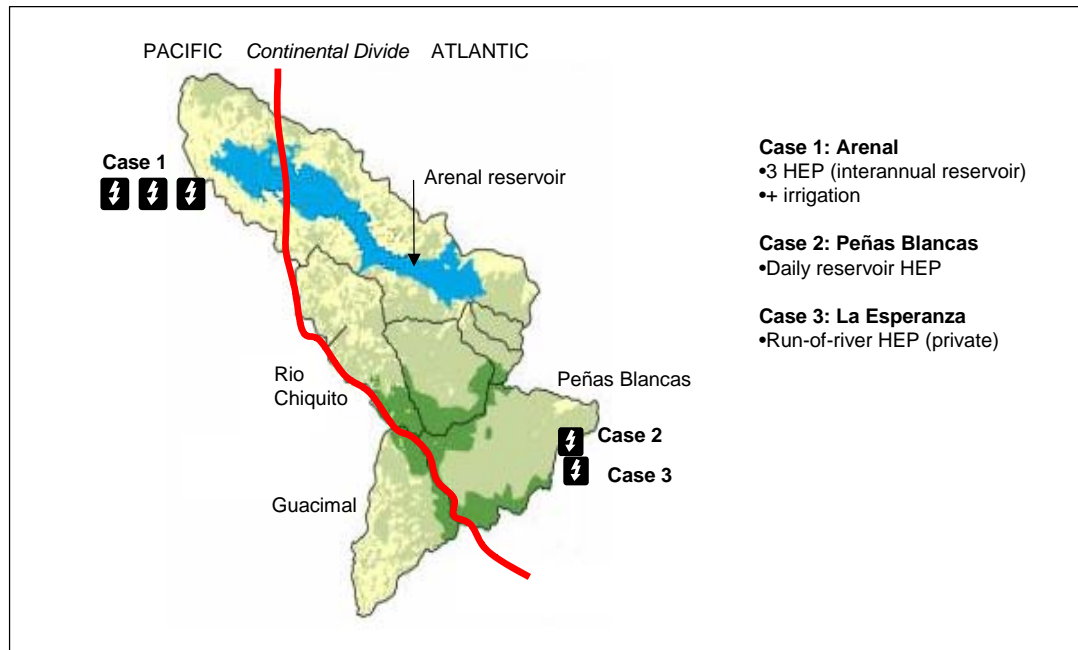 PACIFIC Continental Divide ATLANTIC
Case 1
Arenal reservoir
Rio
Chiquito
Peñas Blancas
Case 2
Case 3
Guacimal
Case 1: Arenal
•3 HEP (interannual reservoir)
•+ irrigation
Case 2: Peñas Blancas
•Daily reservoir HEP
Case 3: La Esperanza
•Run-of-river HEP (private)